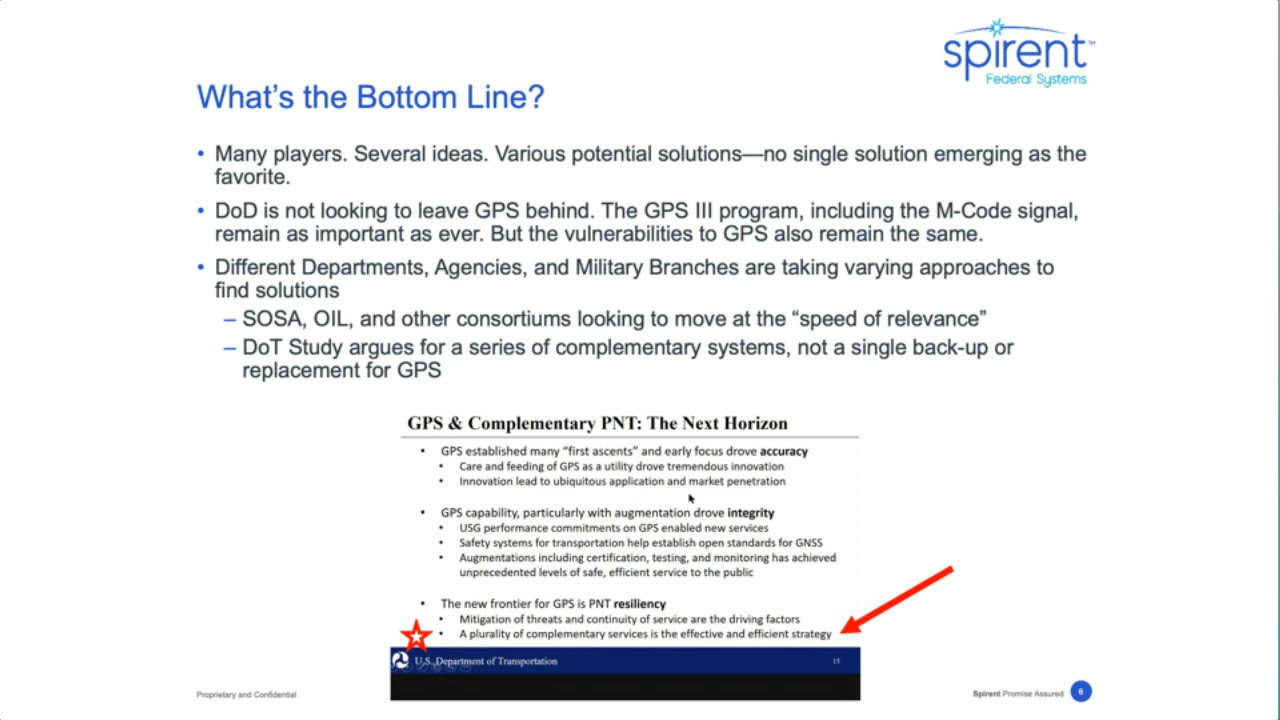 spirent™
Federal Systems
What's the Bottom Line?
• Many players. Several ideas. Various potential solutions—no single solution emerging as the
favorite.
• DoD is not looking to leave GPS behind. The GPS III program, including the M-Code signal,
remain as important as ever. But the vulnerabilities to GPS also remain the same.
• Different Departments, Agencies, and Military Branches are taking varying approaches to
find solutions
– SOSA, OIL, and other consortiums looking to move at the “speed of relevance”
– DoT Study argues for a series of complementary systems, not a single back-up or
replacement for GPS
GPS & Complementary PNT: The Next Horizon
• GPS established many “first ascents” and early focus drove accuracy
• Care and feeding of GPS as a utility drove tremendous innovation
• Innovation lead to ubiquitous application and market penetration
• GPS capability, particularly with augmentation drove integrity
• USG performance commitments on GPS enabled new services
• Safety systems for transportation help establish open standards for GNSS
• Augmentations including certification, testing, and monitoring has achieved
unprecedented levels of safe, efficient service to the public
• The new frontier for GPS is PNT resiliency
• Mitigation of threats and continuity of service are the driving factors
• A plurality of complementary services is the effective and efficient strategy
U.S. Department of Transportation
15
Proprietary and Confidential
Spirent Promise Assured
6